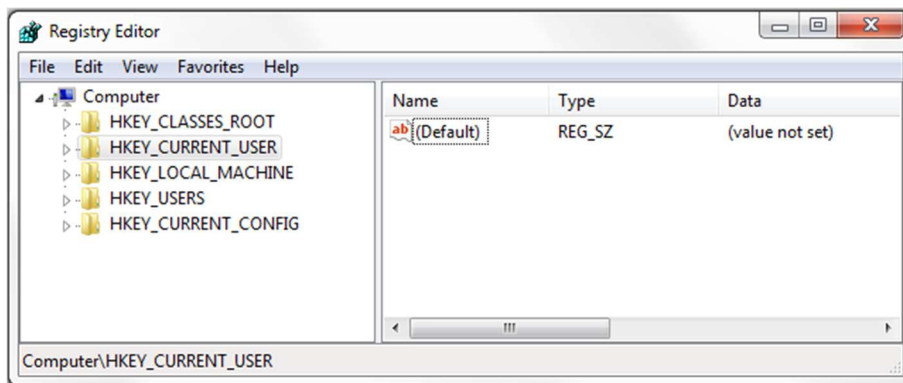 Registry Editor
File Edit View Favorites Help
Computer
HKEY_CLASSES_ROOT
HKEY_CURRENT_USER
HKEY_LOCAL_MACHINE
HKEY_USERS
HKEY_CURRENT_CONFIG
Name Type Data
ab (Default) REG_SZ (value not set)
Computer\HKEY_CURRENT_USER